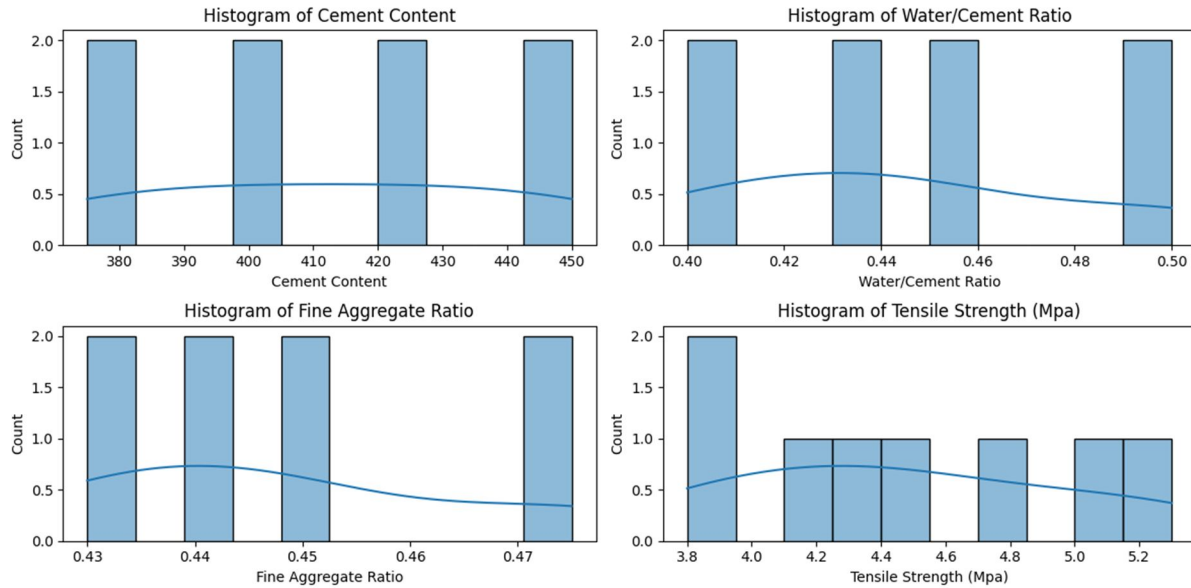 Histogram of Cement Content
2.0
1.5
1.0
0.5
0.0
Count
380 390 400 410 420 430 440 450
Cement Content
Histogram of Water/Cement Ratio
2.0
1.5
1.0
0.5
0.0
Count
0.40 0.42 0.44 0.46 0.48 0.50
Water/Cement Ratio
Histogram of Fine Aggregate Ratio
2.0
1.5
1.0
0.5
0.0
Count
0.43 0.44 0.45 0.46 0.47
Fine Aggregate Ratio
Histogram of Tensile Strength (Mpa)
2.0
1.5
1.0
0.5
0.0
Count
3.8 4.0 4.2 4.4 4.6 4.8 5.0 5.2
Tensile Strength (Mpa)